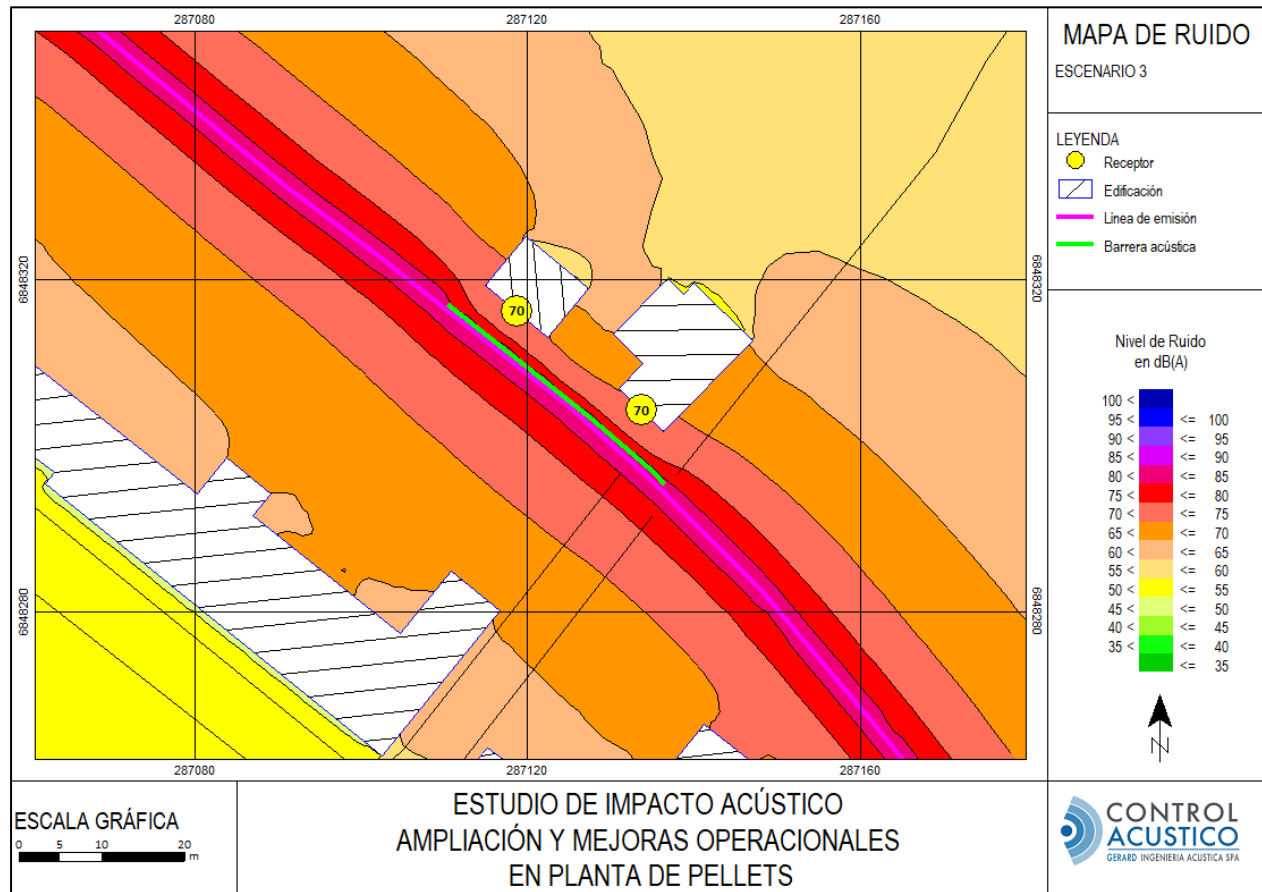 287080 287120 287160
6848320 6848320
6848280 6848280
70
70
287080 287120 287160
MAPA DE RUIDO
ESCENARIO 3
LEYENDA
Receptor
Edificación
Linea de emisión
Barrera acústica
Nivel de Ruido
en dB(A)
100 <
95 < <= 100
90 < <= 95
85 < <= 90
80 < <= 85
75 < <= 80
70 < <= 75
65 < <= 70
60 < <= 65
55 < <= 60
50 < <= 55
45 < <= 50
40 < <= 45
35 < <= 40
<= 35
N
ESCALA GRÁFICA
0 5 10 20
m
ESTUDIO DE IMPACTO ACÚSTICO
AMPLIACIÓN Y MEJORAS OPERACIONALES
EN PLANTA DE PELLETS
CONTROL
ACUSTICO
GERARD INGENIERIA ACUSTICA SPA